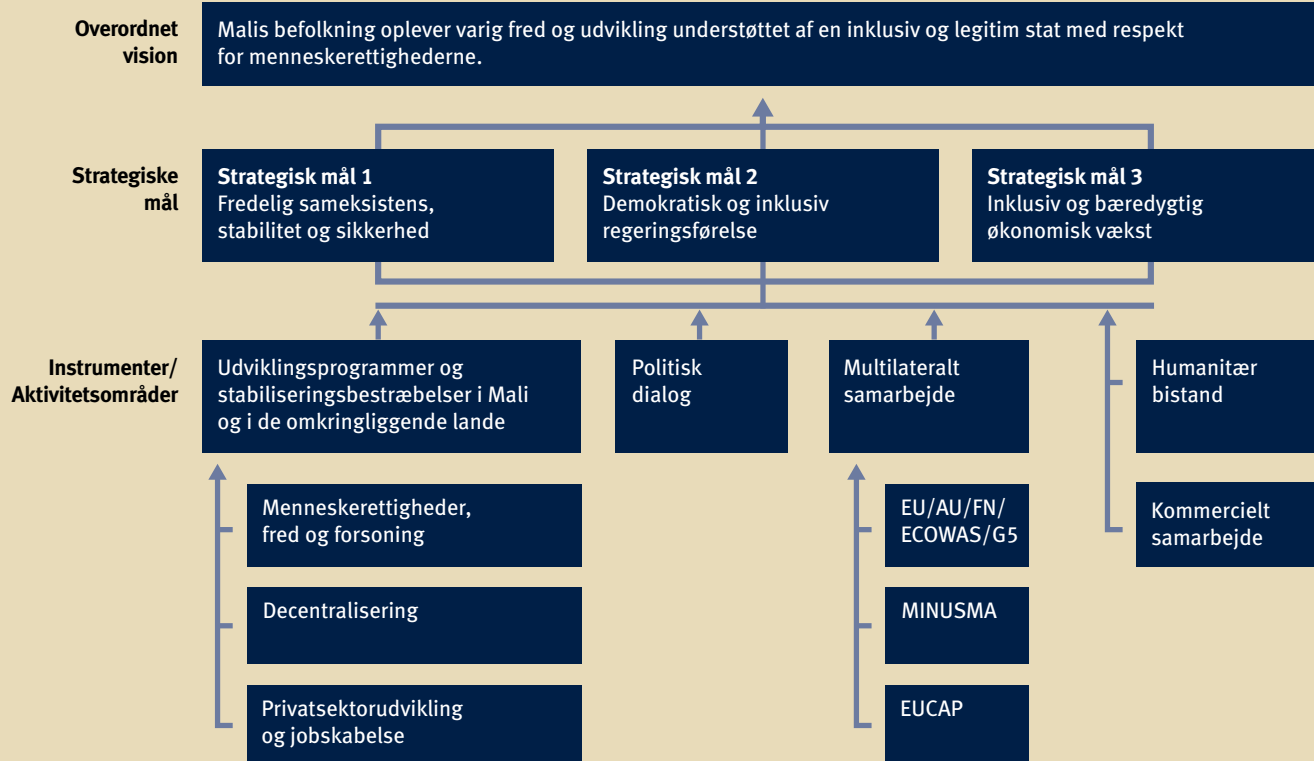 Overordnet
vision
Malis befolkning oplever varig fred og udvikling understøttet af en inklusiv og legitim stat med respekt
for menneskerettighederne.
Strategiske
mål
Strategisk mål 1
Fredelig sameksistens,
stabilitet og sikkerhed
Strategisk mål 2
Demokratisk og inklusiv
regeringsførelse
Strategisk mål 3
Inklusiv og bæredygtig
økonomisk vækst
Instrumenter/
Aktivitetsområder
Udviklingsprogrammer og
stabiliseringsbestræbelser i Mali
og i de omkringliggende lande
Politisk
dialog
Multilateralt
samarbejde
Humanitær
bistand
Menneskerettigheder,
fred og forsoning
EU/AU/FN/
ECOWAS/G5
Kommercielt
samarbejde
Decentralisering
MINUSMA
Privatsektorudvikling
og jobskabelse
EUCAP